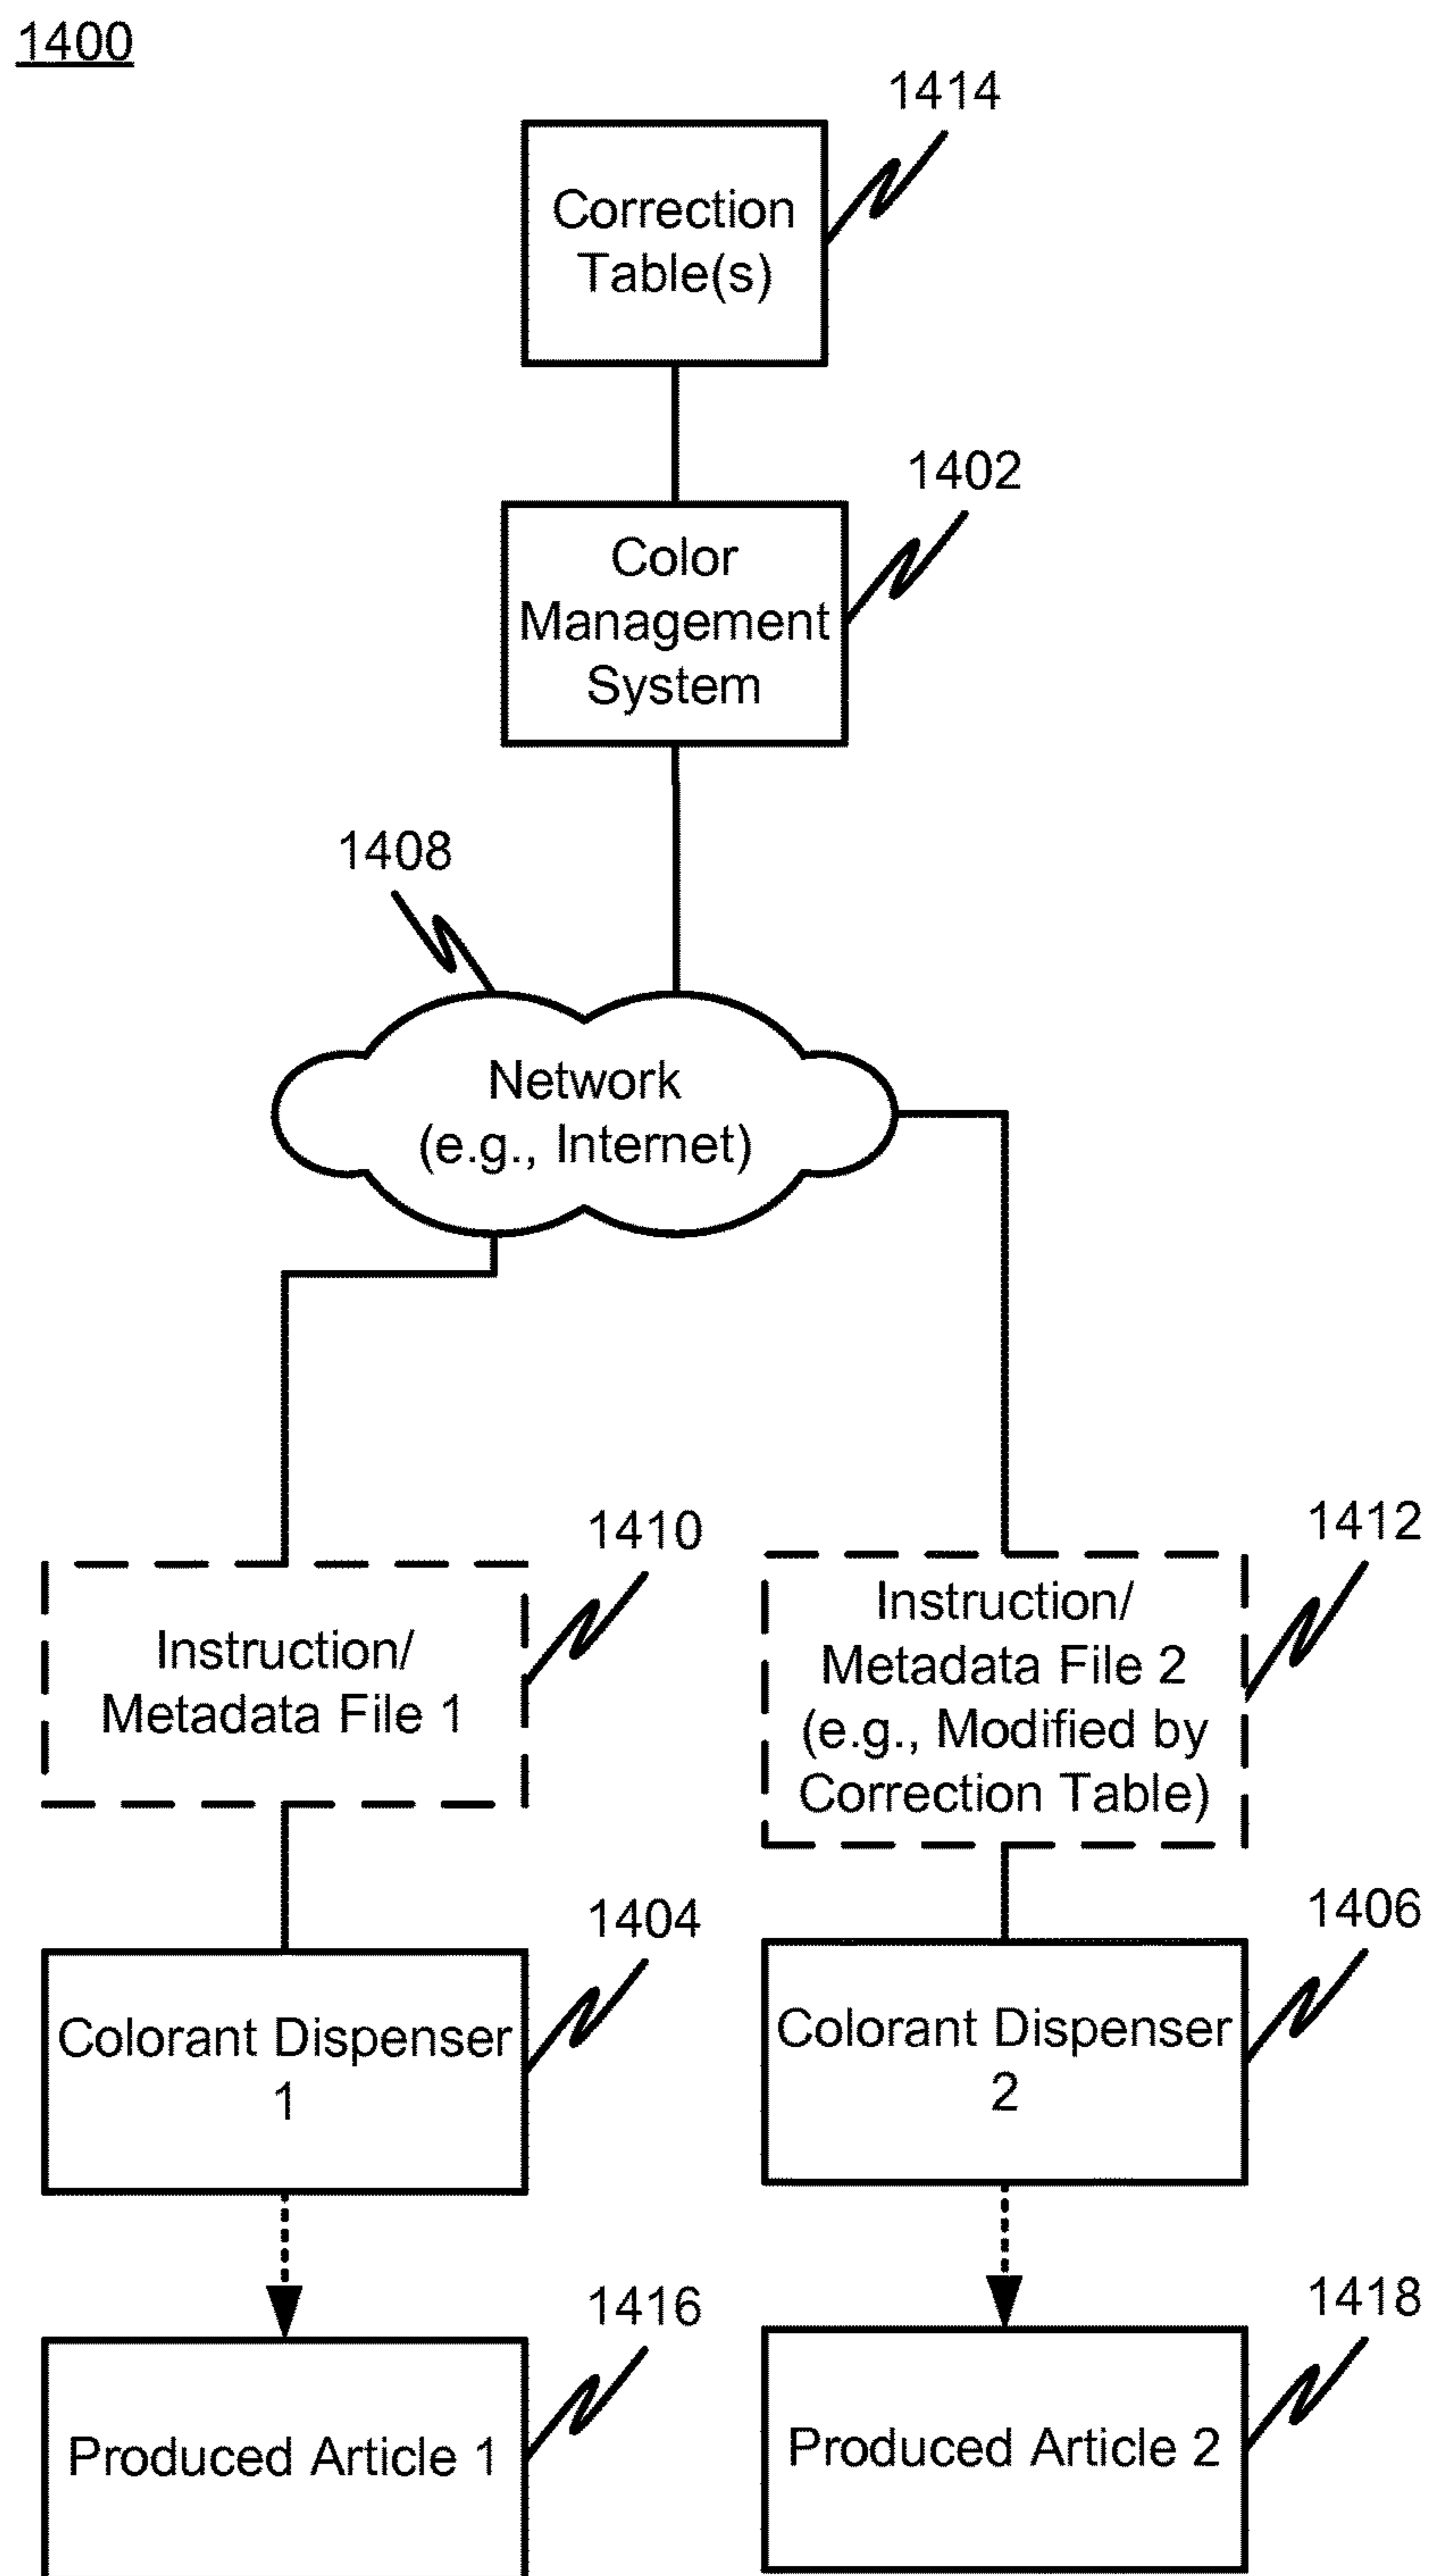 1400
1414
Correction
Table(s)
1402
Color
Management
System
1408
Network
(e.g., Internet)
1410
Instruction/
Metadata File 1
1412
Instruction/
Metadata File 2
(e.g., Modified by
Correction Table)
1404
Colorant Dispenser
1
1406
Colorant Dispenser
2
1416
Produced Article 1
1418
Produced Article 2